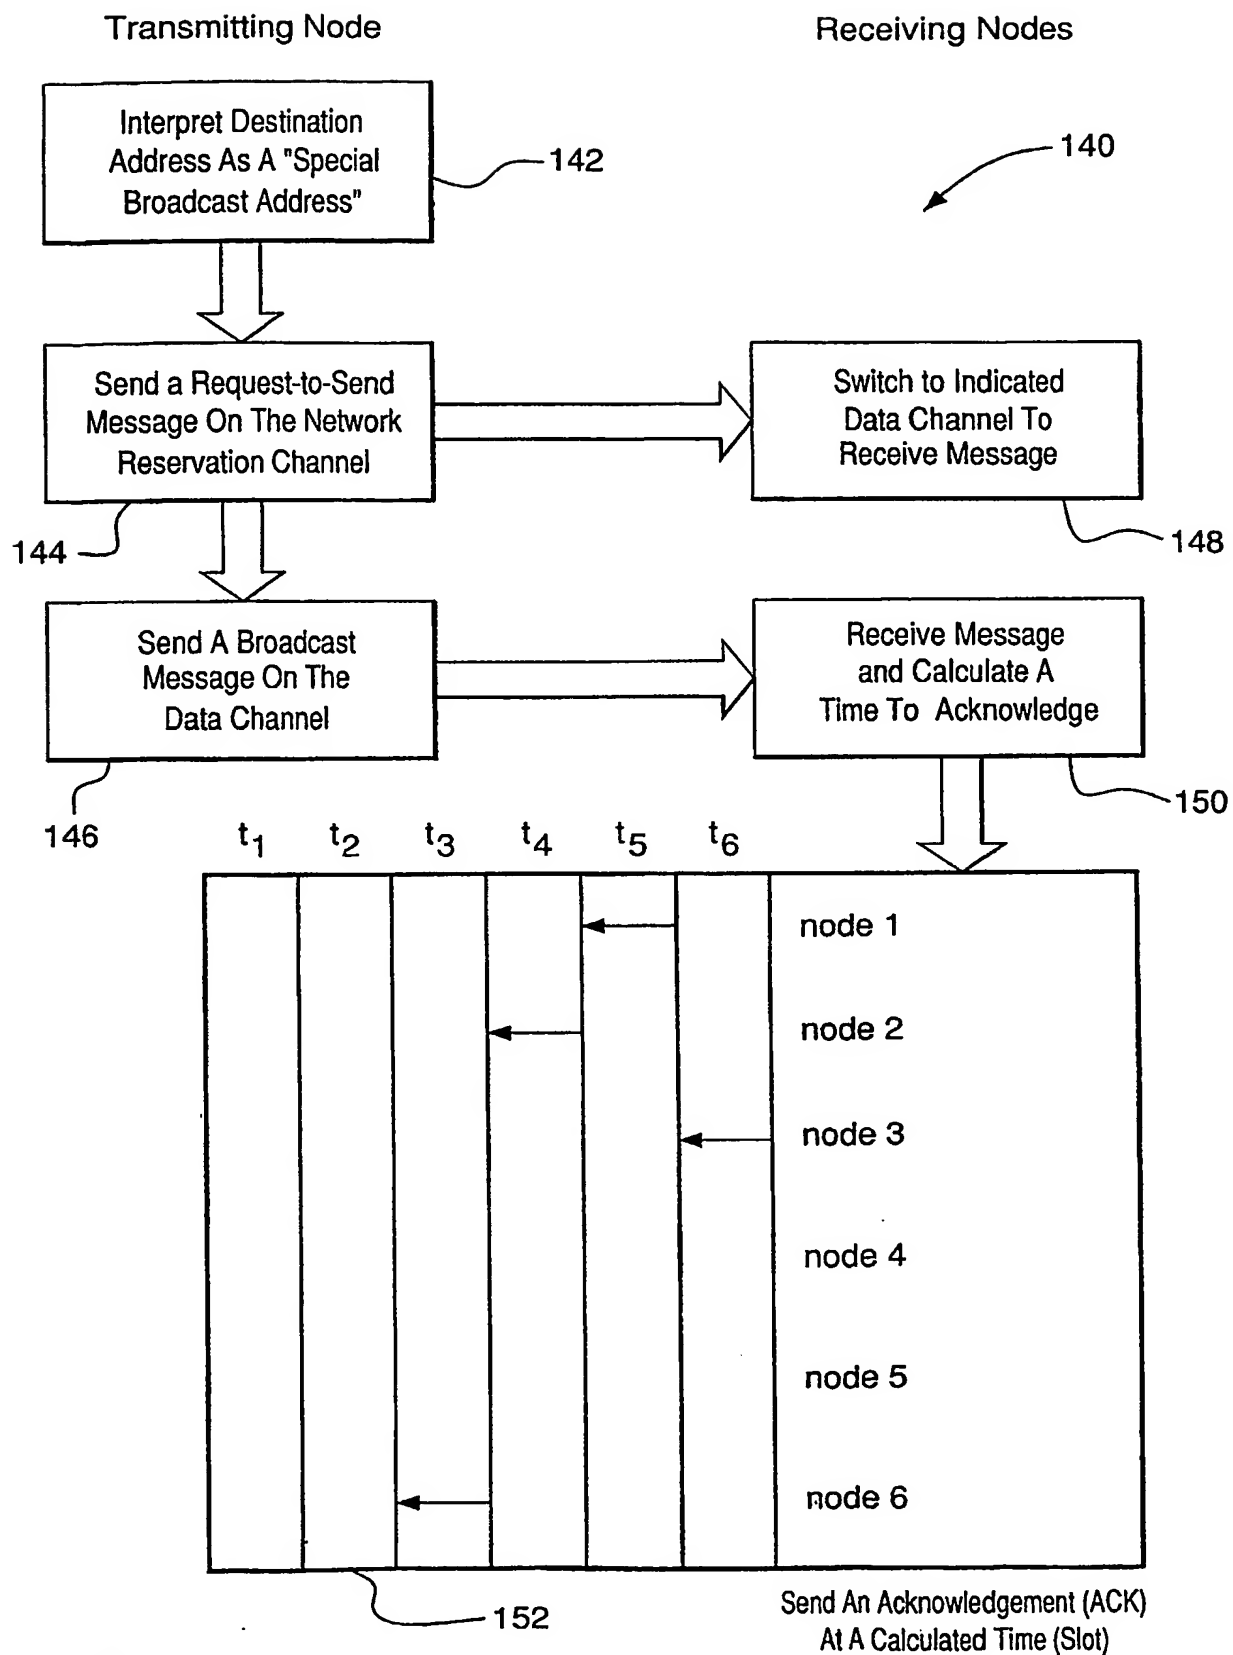 Transmitting Node
Receiving Nodes
Interpret Destination
Address As A "Special
Broadcast Address"
142
140
Send a Request-to-Send
Message On The Network
Reservation Channel
Switch to Indicated
Data Channel To
Receive Message
144
148
Send A Broadcast
Message On The
Data Channel
Receive Message
and Calculate A
Time To Acknowledge
146
150
t1 t2 t3 t4 t5 t6
node 1
node 2
node 3
node 4
node 5
node 6
152
Send An Acknowledgement (ACK)
At A Calculated Time (Slot)